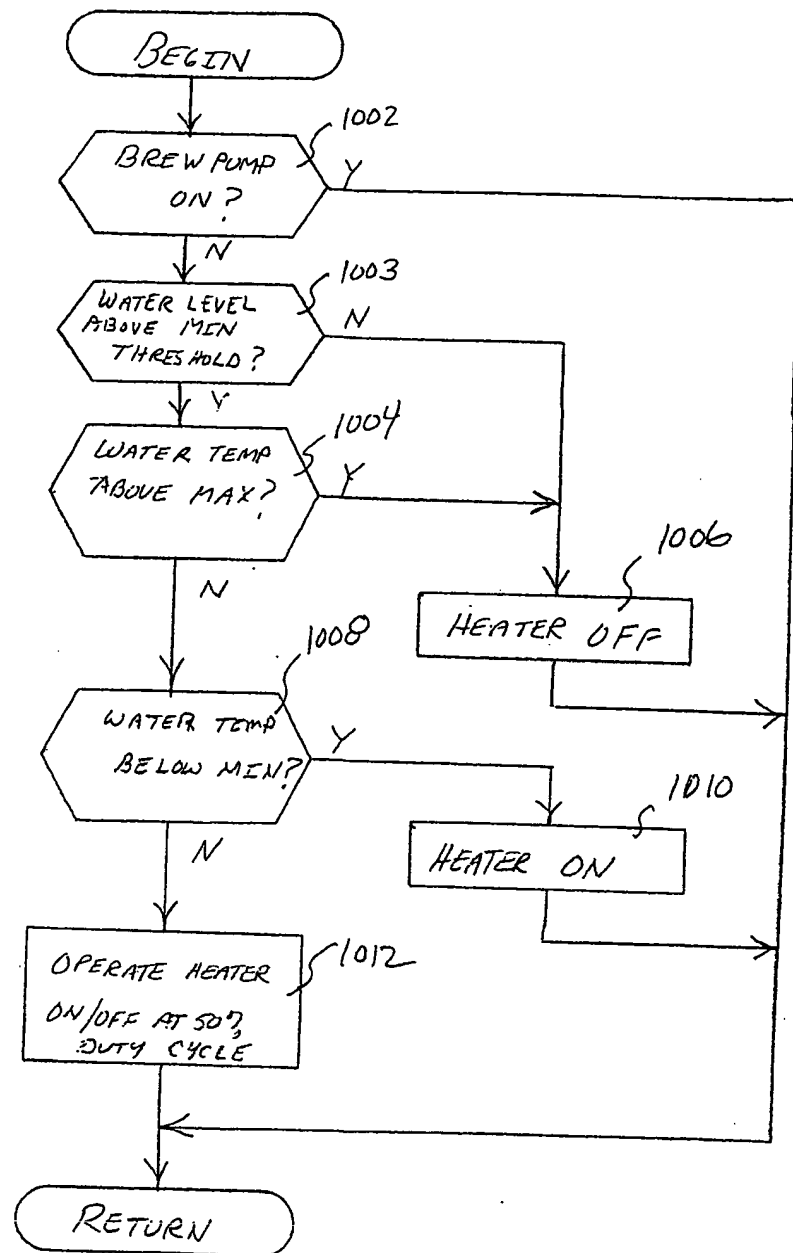 BEGIN
1002
BREW PUMP
ON?
Y
N
1003
WATER LEVEL
ABOVE MIN
THRESHOLD?
N
Y
1004
WATER TEMP
ABOVE MAX?
Y
N
1006
HEATER OFF
1008
WATER TEMP
BELOW MIN?
Y
N
1010
HEATER ON
1012
OPERATE HEATER
ON/OFF AT 50%
DUTY CYCLE
RETURN